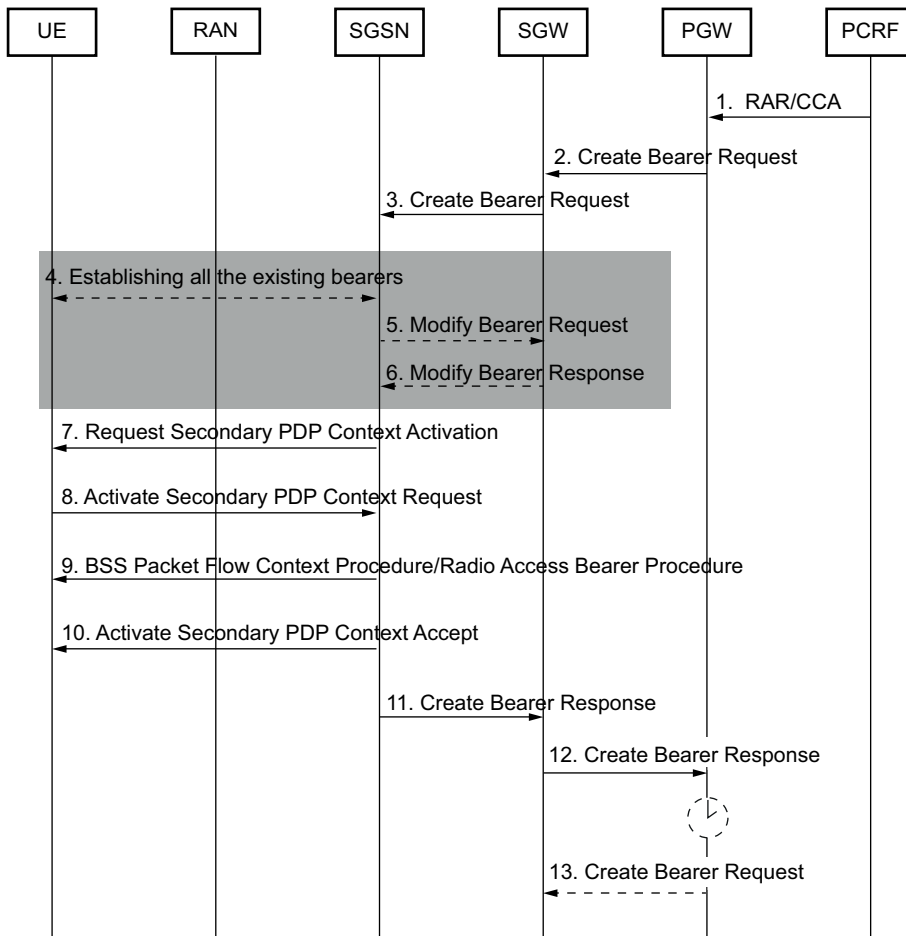 UE
RAN
SGSN
SGW
PGW
PCRF
1. RAR/CCA
2. Create Bearer Request
3. Create Bearer Request
4. Establishing all the existing bearers
5. Modify Bearer Request
6. Modify Bearer Response
7. Request Secondary PDP Context Activation
8. Activate Secondary PDP Context Request
9. BSS Packet Flow Context Procedure/Radio Access Bearer Procedure
10. Activate Secondary PDP Context Accept
11. Create Bearer Response
12. Create Bearer Response
13. Create Bearer Request